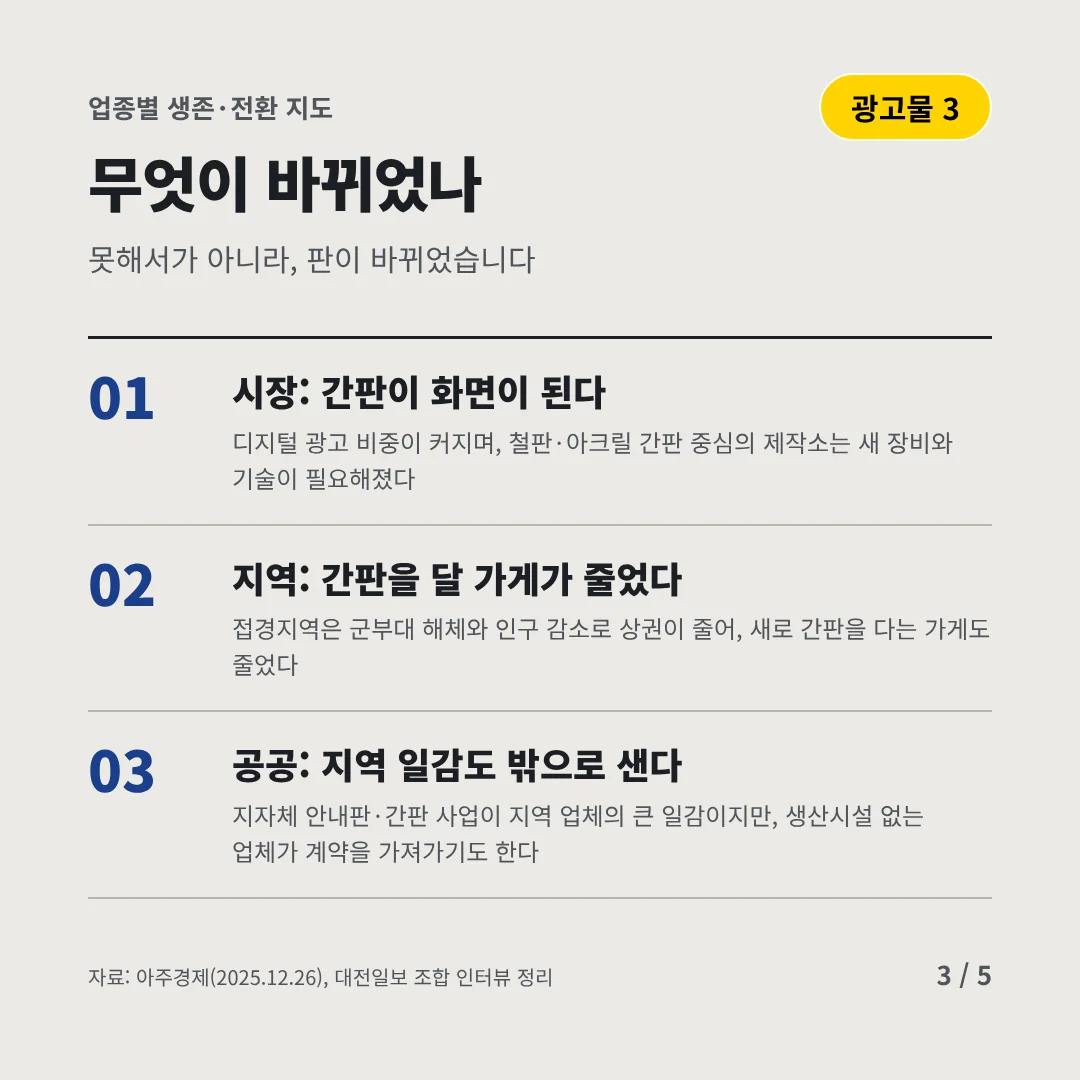 업종별 생존·전환 지도
광고물 3
무엇이 바뀌었나
못해서가 아니라, 판이 바뀌었습니다
01
시장: 간판이 화면이 된다
디지털 광고 비중이 커지며, 철판·아크릴 간판 중심의 제작소는 새 장비와
기술이 필요해졌다
02
지역: 간판을 달 가게가 줄었다
접경지역은 군부대 해체와 인구 감소로 상권이 줄어, 새로 간판을 다는 가게도
줄었다
03
공공: 지역 일감도 밖으로 샌다
지자체 안내판·간판 사업이 지역 업체의 큰 일감이지만, 생산시설 없는
업체가 계약을 가져가기도 한다
자료: 아주경제(2025.12.26), 대전일보 조합 인터뷰 정리
3 / 5